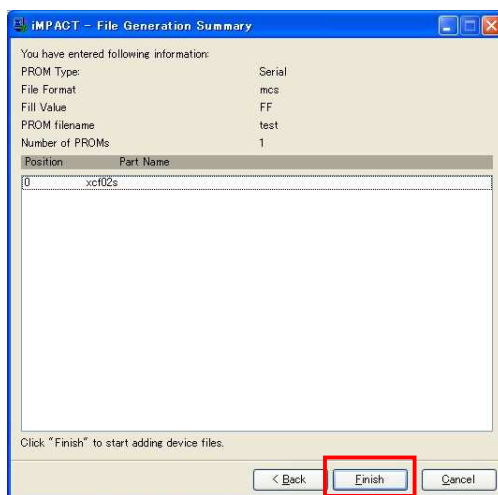 iMPACT - File Generation Summary
You have entered following information:
PROM Type: Serial
File Format mcs
Fill Value FF
PROM filename test
Number of PROMs 1
Position Part Name
0 xcf02s
Click "Finish" to start adding device files.
< Back Finish Cancel